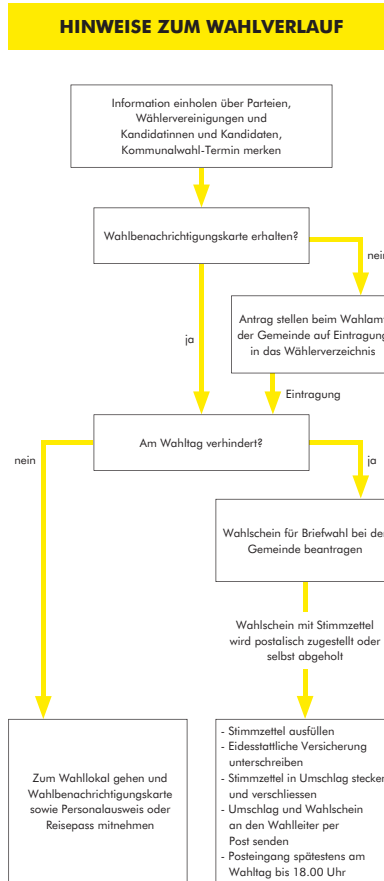 HINWEISE ZUM WAHLVERLAUF
Information einholen über Parteien,
Wählervereinigungen und
Kandidatinnen und Kandidaten,
Kommunalwahl-Termin merken
Wahlbenachrichtigungskarte erhalten?
nein
Antrag stellen beim Wahlamt
der Gemeinde auf Eintragung
in das Wählerverzeichnis
ja
Eintragung
Am Wahltag verhindert?
nein
ja
Wahlschein für Briefwahl bei der
Gemeinde beantragen
Wahlschein mit Stimmzettel
wird postalisch zugestellt oder
selbst abgeholt
Zum Wahllokal gehen und
Wahlbenachrichtigungskarte
sowie Personalausweis oder
Reisepass mitnehmen
- Stimmzettel ausfüllen
- Eidesstattliche Versicherung
unterschreiben
- Stimmzettel in Umschlag stecken
und verschliessen
- Umschlag und Wahlschein
an den Wahlleiter per
Post senden
- Posteingang spätestens am
Wahltag bis 18.00 Uhr